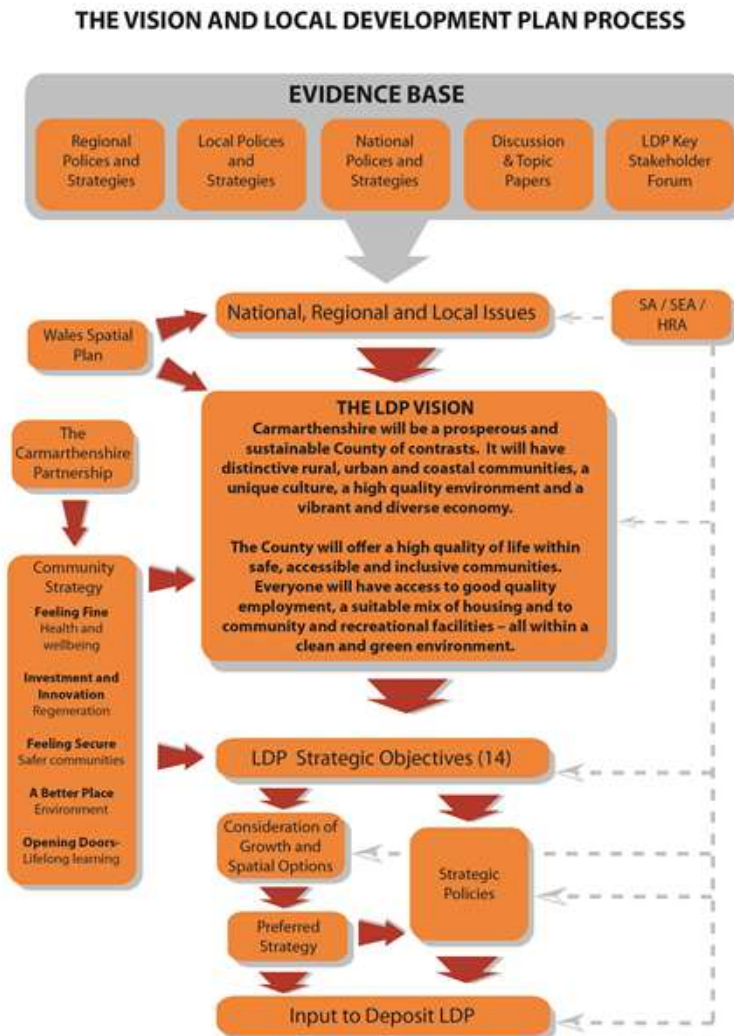 THE VISION AND LOCAL DEVELOPMENT PLAN PROCESS
EVIDENCE BASE
Regional
Polices and
Strategies
Local Polices
and
Strategies
National
Polices and
Strategies
Discussion
& Topic
Papers
LDP Key
Stakeholder
Forum
National, Regional and Local Issues
SA / SEA /
HRA
Wales Spatial
Plan
THE LDP VISION
Carmarthenshire will be a prosperous and
sustainable County of contrasts. It will have
distinctive rural, urban and coastal communities, a
unique culture, a high quality environment and a
vibrant and diverse economy.
The County will offer a high quality of life within
safe, accessible and inclusive communities.
Everyone will have access to good quality
employment, a suitable mix of housing and to
community and recreational facilities – all within a
clean and green environment.
The
Carmarthenshire
Partnership
Community
Strategy
Feeling Fine
Health and
wellbeing
Investment and
Innovation
Regeneration
Feeling Secure
Safer communities
A Better Place
Environment
Opening Doors-
Lifelong learning
LDP Strategic Objectives (14)
Consideration of
Growth and
Spatial Options
Strategic
Policies
Preferred
Strategy
Input to Deposit LDP